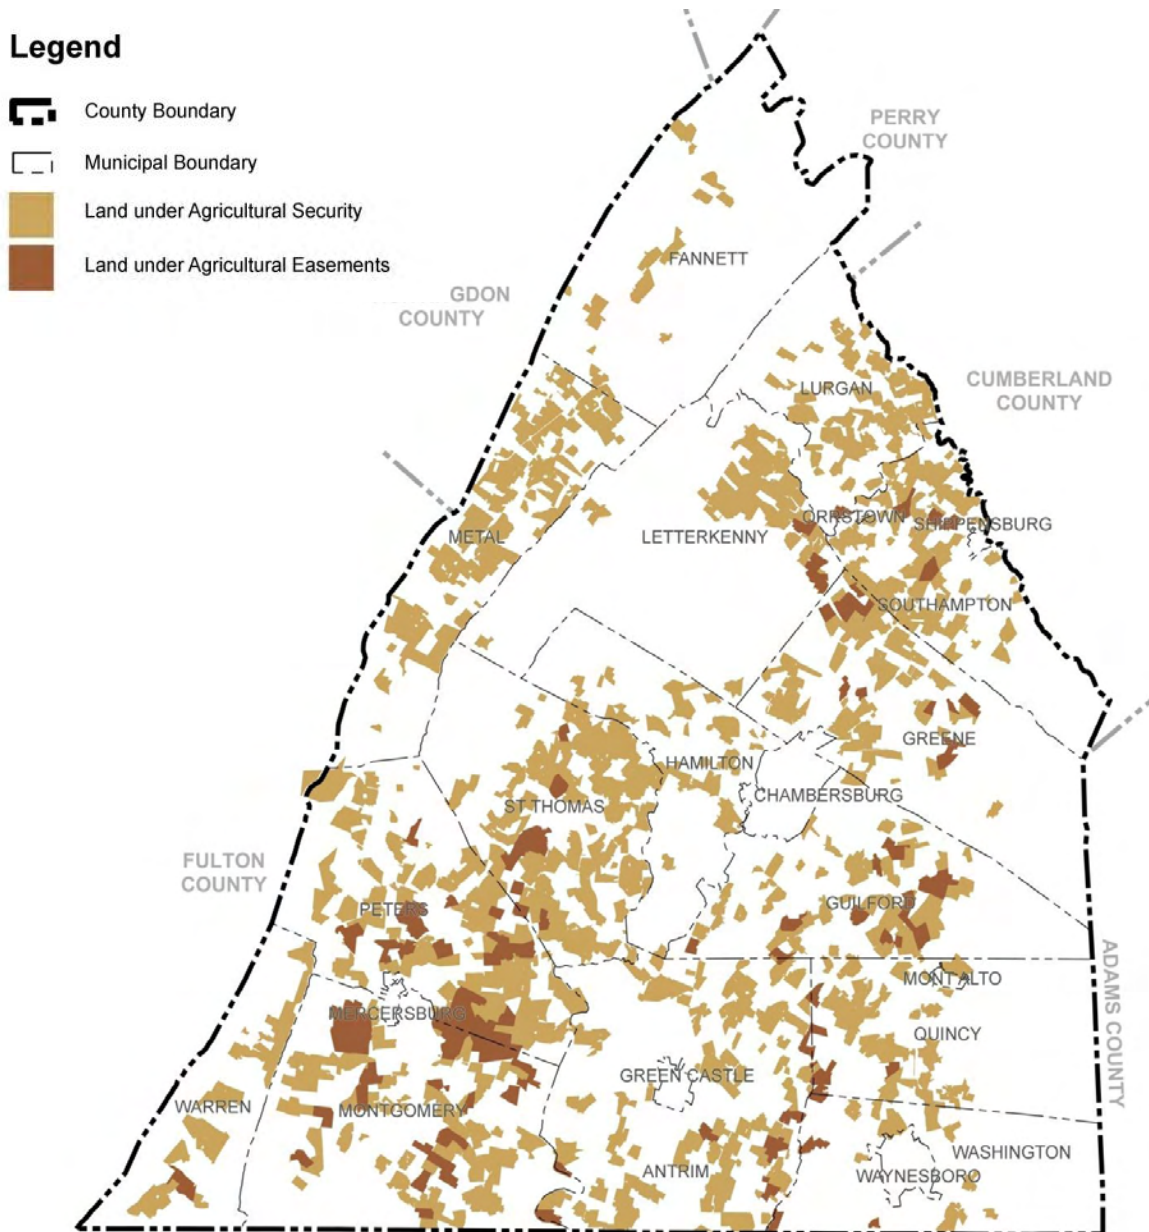 Legend
County Boundary
Municipal Boundary
Land under Agricultural Security
Land under Agricultural Easements
PERRY
COUNTY
FANNETT
GDON
COUNTY
CUMBERLAND
COUNTY
LURGAN
METAL
LETTERKENNY
ORRSTOWN
SHIPPENSBURG
SOUTHAMPTON
GREENE
HAMILTON
CHAMBERSBURG
ST THOMAS
FULTON
COUNTY
PETERS
GUILFORD
ADAMS COUNTY
MONT ALTO
MERCERSBURG
QUINCY
GREEN CASTLE
WARREN
MONTGOMERY
WASHINGTON
ANTRIM
WAYNESBORO